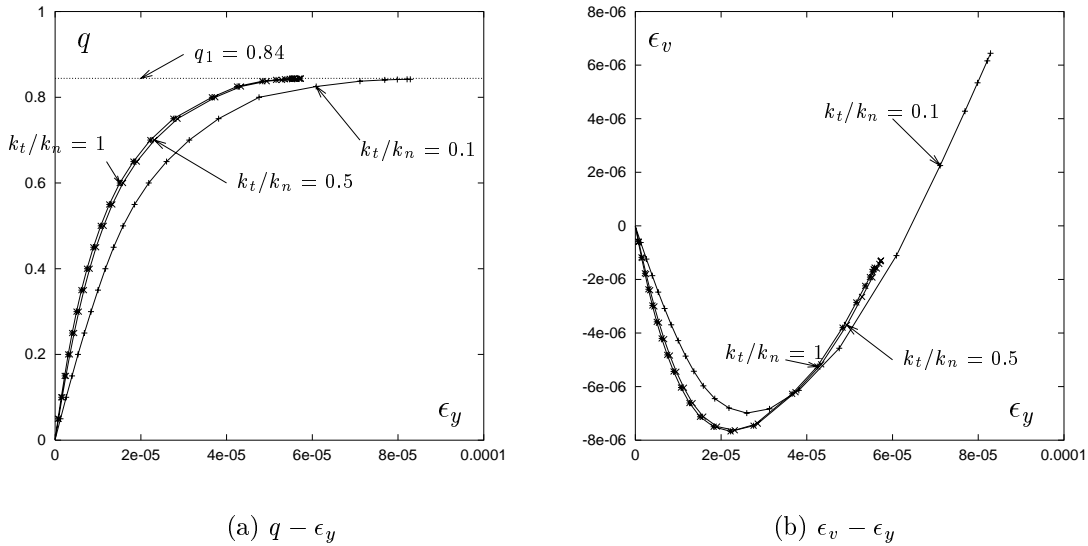 q
q₁ = 0.84
k_t/k_n = 1
k_t/k_n = 0.1
k_t/k_n = 0.5
ϵ_y
1
0.8
0.6
0.4
0.2
0
0 2e-05 4e-05 6e-05 8e-05 0.0001
(a) q − ϵ_y
ϵ_v
k_t/k_n = 0.1
k_t/k_n = 1
k_t/k_n = 0.5
ϵ_y
8e-06
6e-06
4e-06
2e-06
0
-2e-06
-4e-06
-6e-06
-8e-06
0 2e-05 4e-05 6e-05 8e-05 0.0001
(b) ϵ_v − ϵ_y